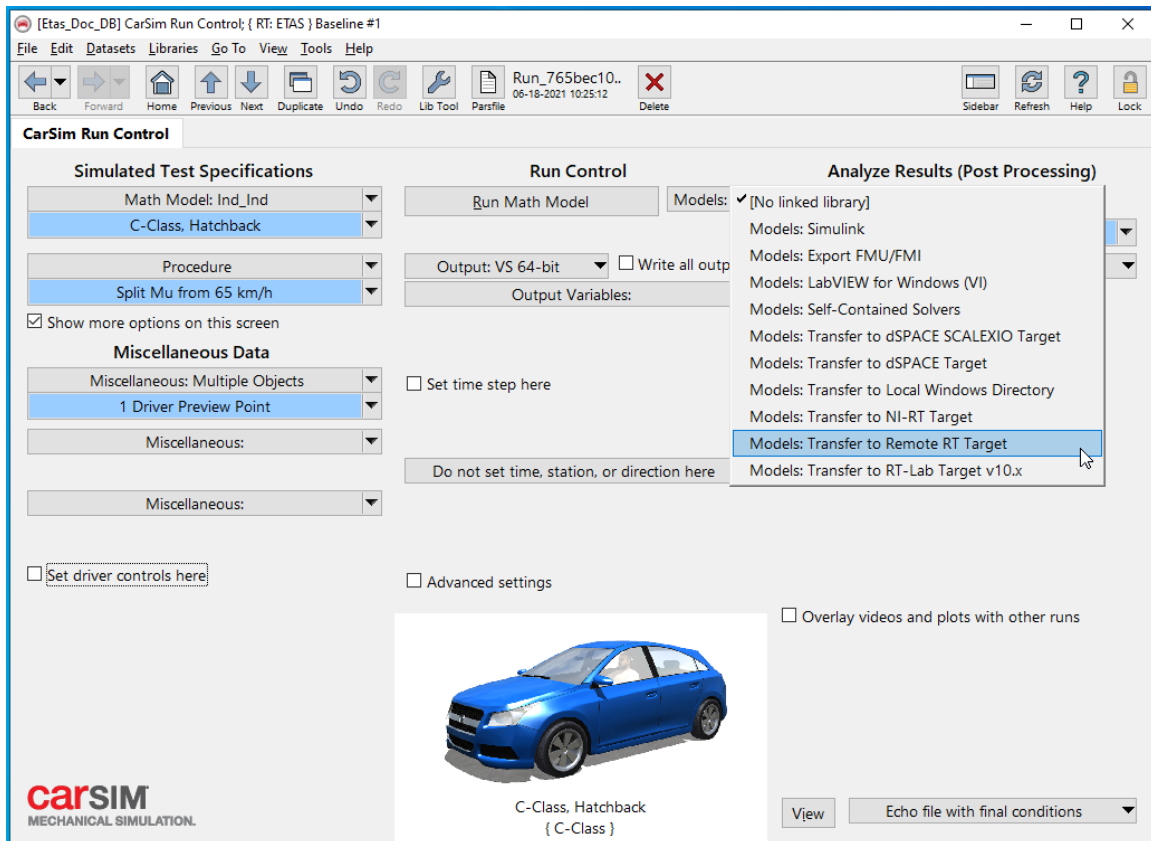 [Etas_Doc_DB] CarSim Run Control; { RT: ETAS } Baseline #1
File Edit Datasets Libraries Go To View Tools Help
Back Forward Home Previous Next Duplicate Undo Redo Lib Tool Parsfile
Run_765bec10..
06-18-2021 10:25:12
Delete Sidebar Refresh Help Lock
CarSim Run Control
Simulated Test Specifications
Math Model: Ind_Ind
C-Class, Hatchback
Procedure
Split Mu from 65 km/h
Show more options on this screen
Miscellaneous Data
Miscellaneous: Multiple Objects
1 Driver Preview Point
Miscellaneous:
Miscellaneous:
Set driver controls here
carSIM
MECHANICAL SIMULATION.
Run Control
Run Math Model
Models:
Output: VS 64-bit
Write all outp
Output Variables:
Set time step here
Do not set time, station, or direction here
Advanced settings
C-Class, Hatchback
{ C-Class }
Analyze Results (Post Processing)
[No linked library]
Models: Simulink
Models: Export FMU/FMI
Models: LabVIEW for Windows (VI)
Models: Self-Contained Solvers
Models: Transfer to dSPACE SCALEXIO Target
Models: Transfer to dSPACE Target
Models: Transfer to Local Windows Directory
Models: Transfer to NI-RT Target
Models: Transfer to Remote RT Target
Models: Transfer to RT-Lab Target v10.x
Overlay videos and plots with other runs
View
Echo file with final conditions